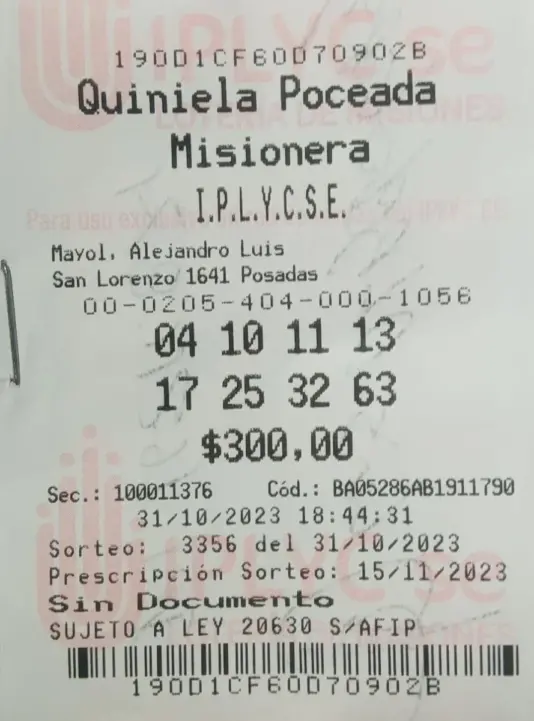 190D1CF60D70902B
Quiniela Poceada
Misionera
I.P.L.Y.C.S.E.
Mayol, Alejandro Luis
San Lorenzo 1641 Posadas
00-0205-404-000-1056
04 10 11 13
17 25 32 63
$300,00
Sec.: 100011376 Cód.: BA05286AB1911790
31/10/2023 18:44:31
Sorteo: 3356 del 31/10/2023
Prescripción Sorteo: 15/11/2023
Sin Documento
SUJETO A LEY 20630 S/AFIP
190D1CF60D70902B